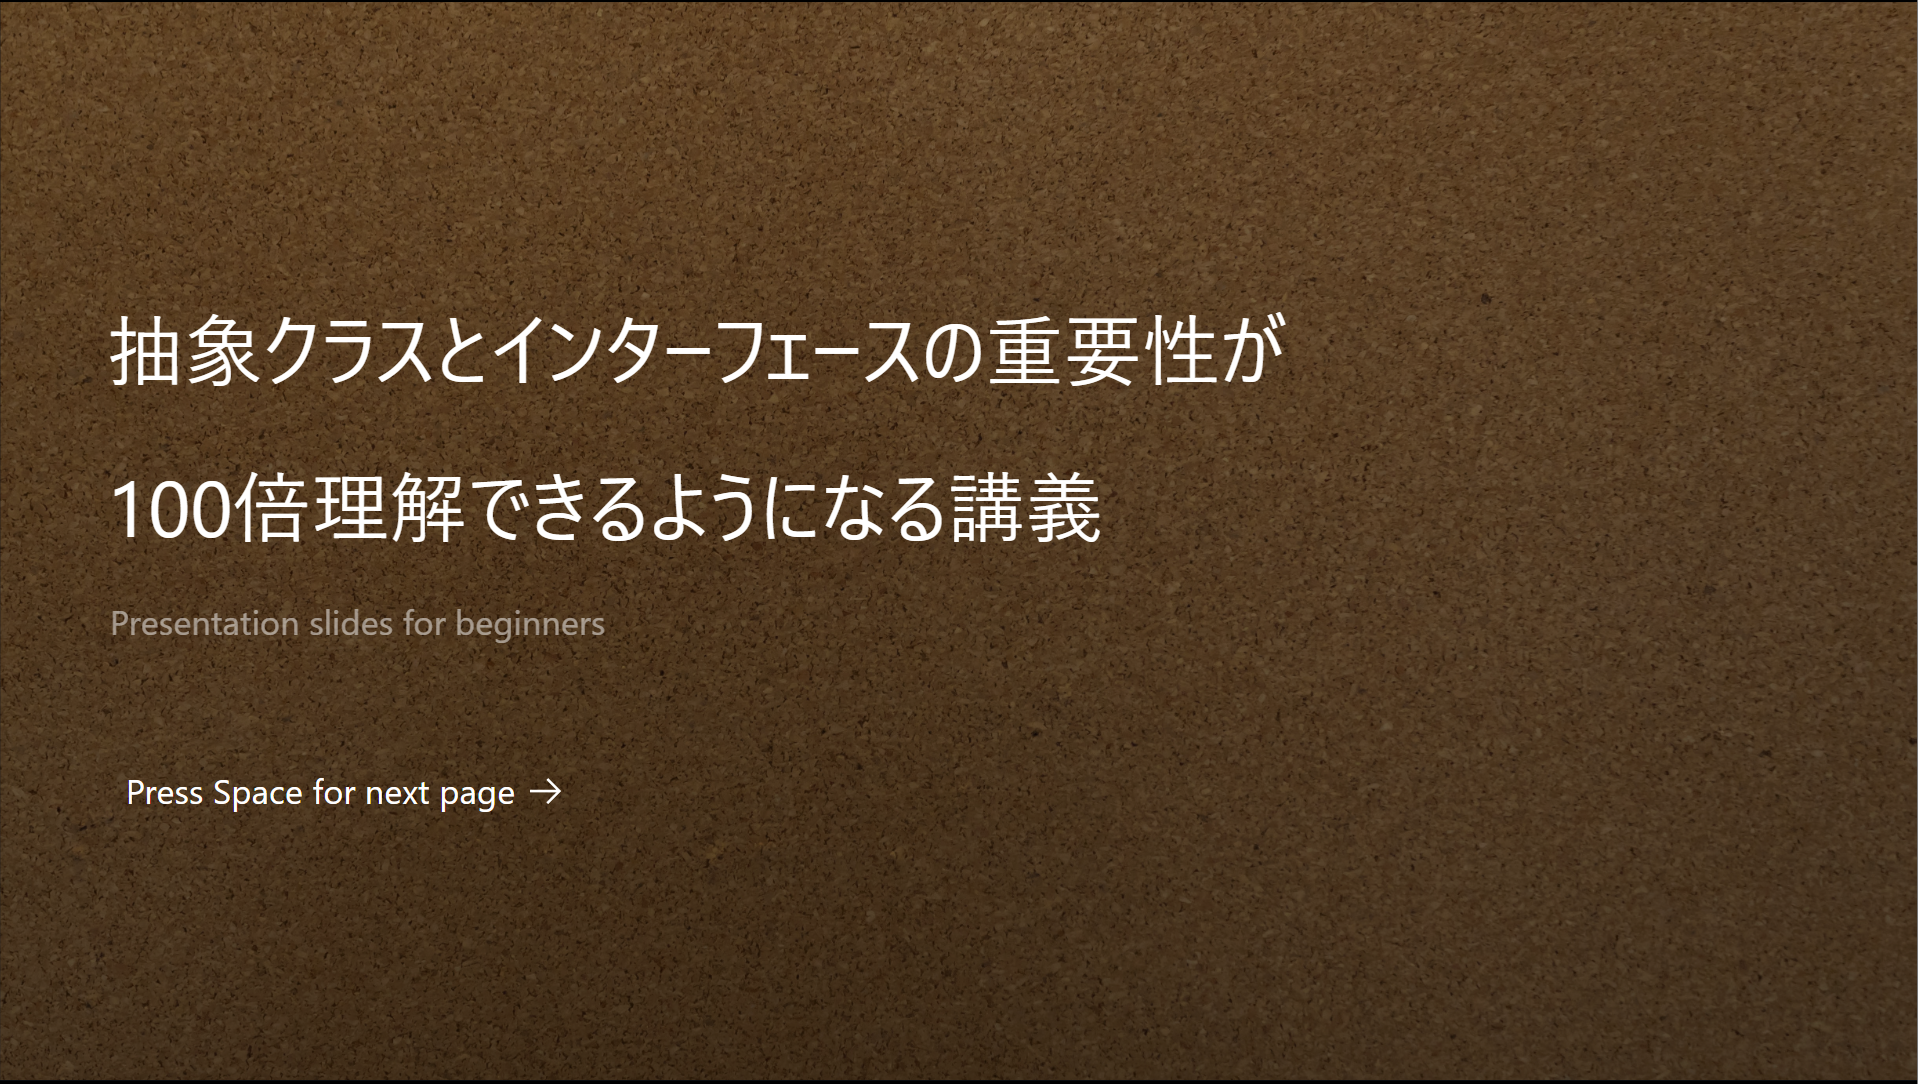 抽象クラスとインターフェースの重要性が
100倍理解できるようになる講義
Presentation slides for beginners
Press Space for next page →